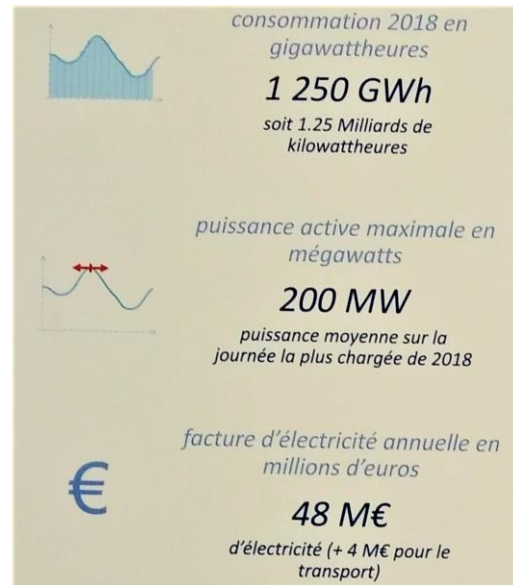 consommation 2018 en
gigawattheures
1 250 GWh
soit 1.25 Milliards de
kilowattheures
puissance active maximale en
mégawatts
200 MW
puissance moyenne sur la
journée la plus chargée de 2018
€
facture d'électricité annuelle en
millions d'euros
48 M€
d'électricité (+ 4 M€ pour le
transport)